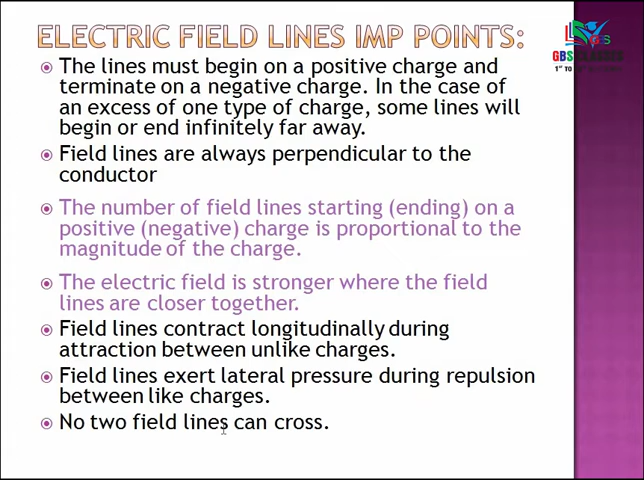 ELECTRIC FIELD LINES IMP POINTS:
The lines must begin on a positive charge and
terminate on a negative charge. In the case of
an excess of one type of charge, some lines will
begin or end infinitely far away.
Field lines are always perpendicular to the
conductor
The number of field lines starting (ending) on a
positive (negative) charge is proportional to the
magnitude of the charge.
The electric field is stronger where the field
lines are closer together.
Field lines contract longitudinally during
attraction between unlike charges.
Field lines exert lateral pressure during repulsion
between like charges.
No two field lines can cross.
GBS